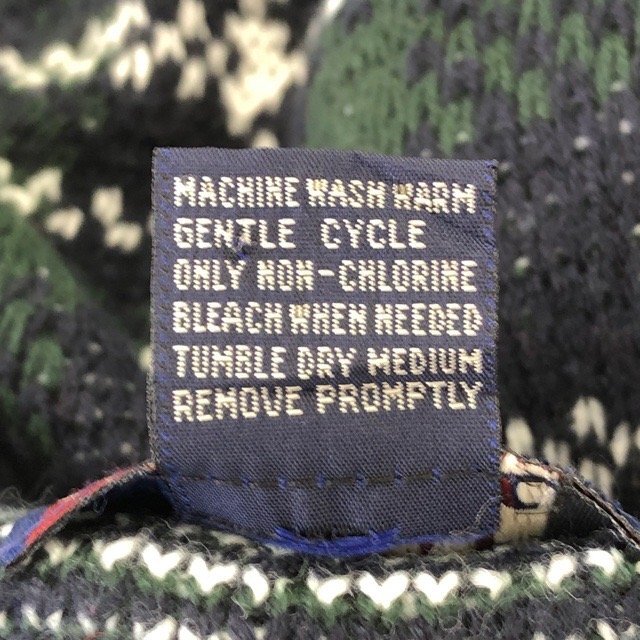 MACHINE WASH WARM
GENTLE CYCLE
ONLY NON-CHLORINE
BLEACH WHEN NEEDED
TUMBLE DRY MEDIUM
REMOVE PROMPTLY